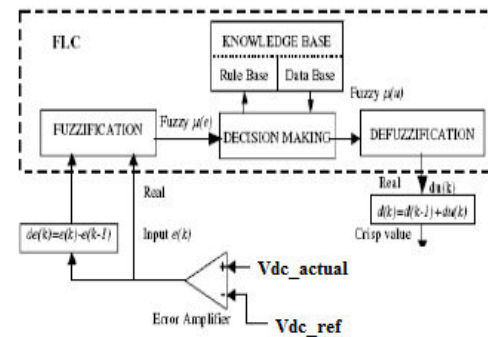 FLC
KNOWLEDGE BASE
Rule Base Data Base
Fuzzy μ(e)
Fuzzy μ(u)
FUZZIFICATION
DECISION MAKING
DEFUZZIFICATION
Real
Real du(k)
de(k)=e(k)-e(k-1)
Input e(k)
d(k)=d(k-1)+du(k)
Crisp value
+
Vdc_actual
-
Error Amplifier
Vdc_ref